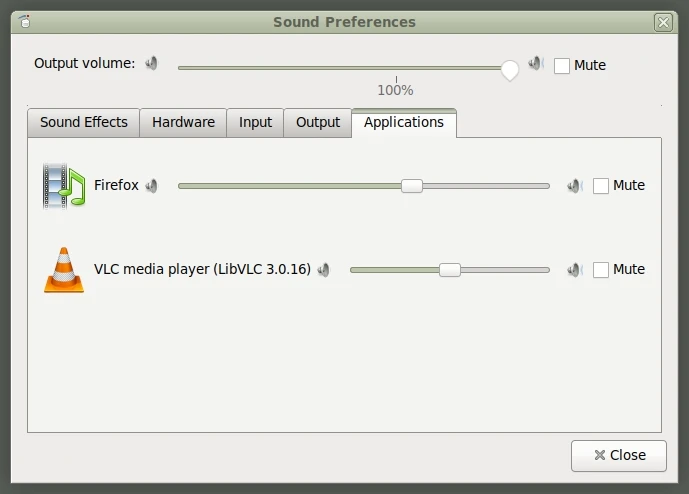 Sound Preferences
Output volume: Mute
100%
Sound Effects Hardware Input Output Applications
Firefox Mute
VLC media player (LibVLC 3.0.16) Mute
Close